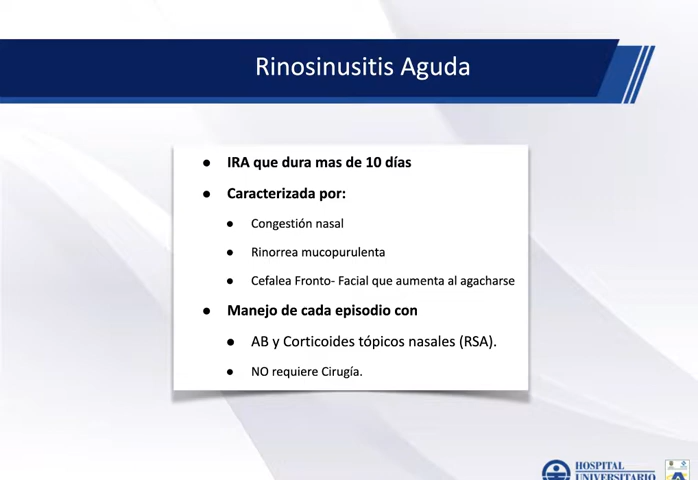 Rinosinusitis Aguda
● IRA que dura mas de 10 días
● Caracterizada por:
● Congestión nasal
● Rinorrea mucopurulenta
● Cefalea Fronto- Facial que aumenta al agacharse
● Manejo de cada episodio con
● AB y Corticoides tópicos nasales (RSA).
● NO requiere Cirugía.
HOSPITAL
UNIVERSITARIO